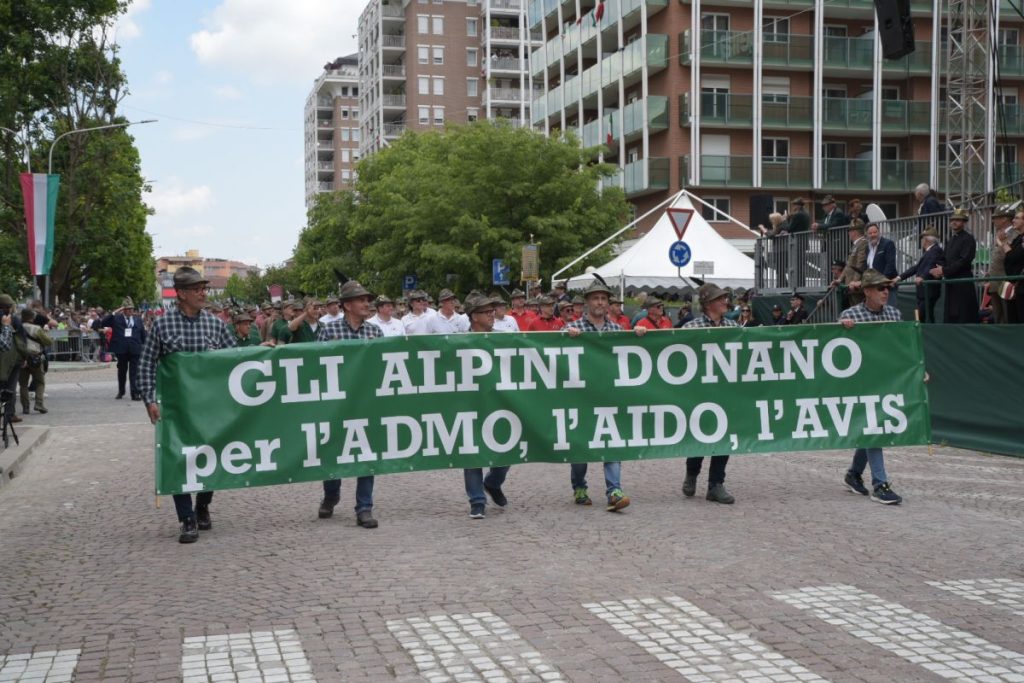 GLI ALPINI DONANO
per l'ADMO, l'AIDO, l'AVIS
P